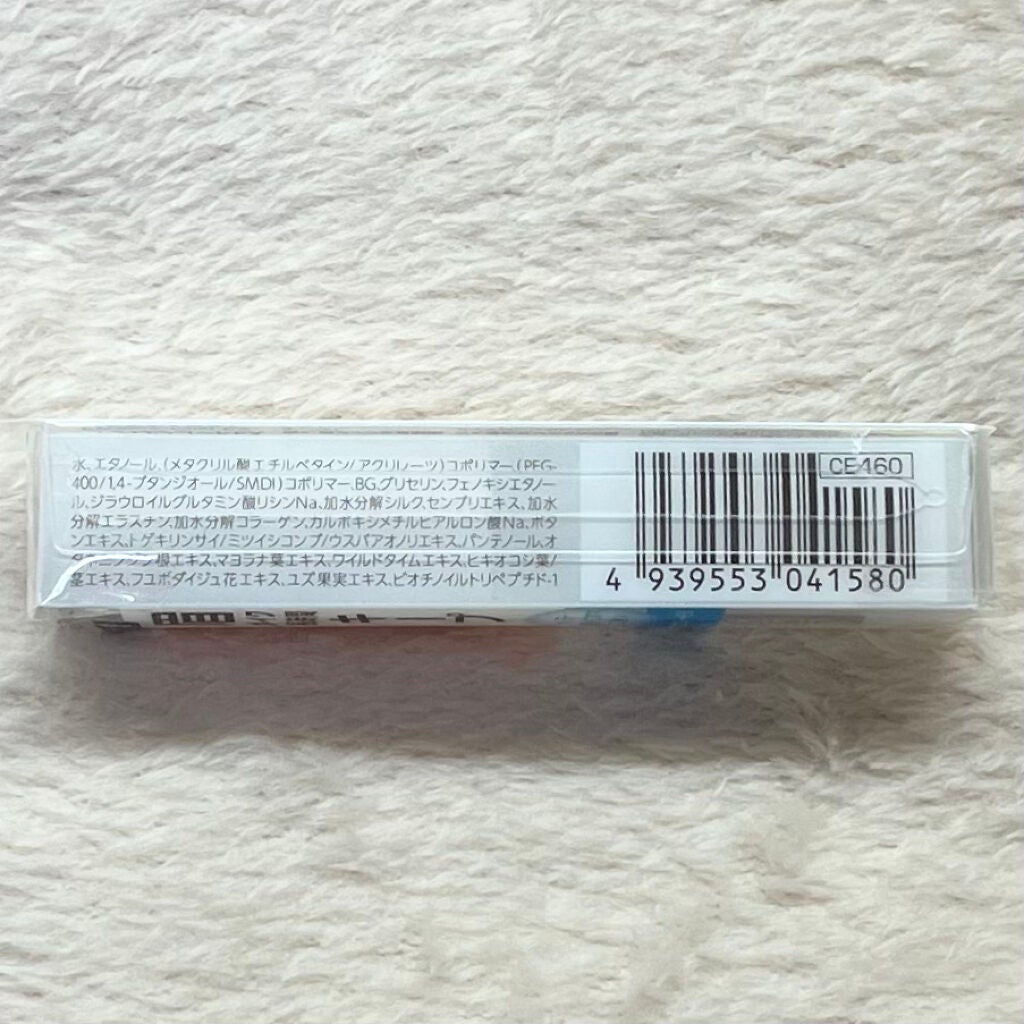 水、エタノール、(メタクリル酸エチルベタイン/アクリレーツ)コポリマー、(PEG-
400/1,4-ブタンジオール/SMDI)コポリマー、BG、グリセリン、フェノキシエタノー
ル、ジラウロイルグルタミン酸リシンNa、加水分解シルク、センブリエキス、加水
分解エラスチン、加水分解コラーゲン、カルボキシメチルヒアルロン酸Na、ボタ
ンエキス、トゲキリンサイ/ミツイシコンブ/ウスバアオノリエキス、パンテノール、オ
根エキス、マヨラナ葉エキス、ワイルドタイムエキス、ヒキオコシ葉/
茎エキス、フユボダイジュ花エキス、ユズ果実エキス、ビオチノイルトリペプチド-1
CE460
4 939553 041580